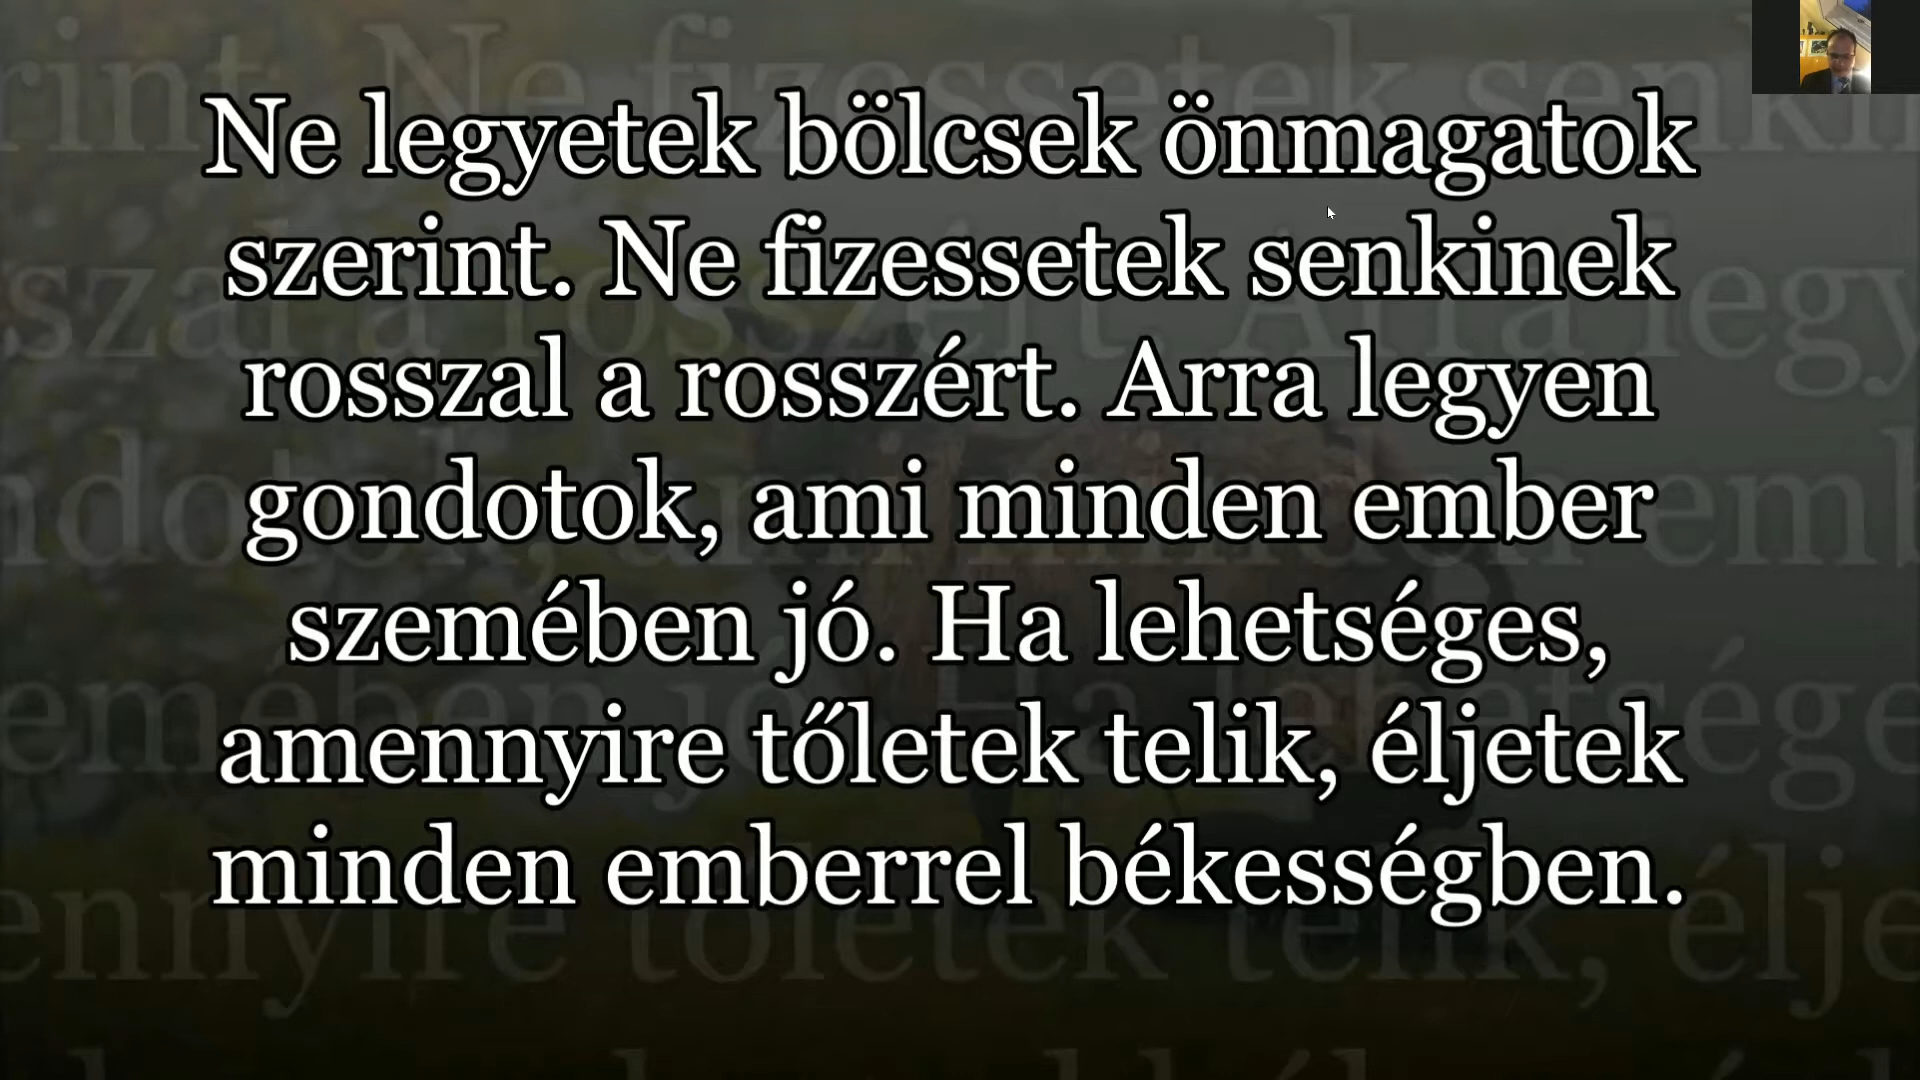 Ne legyetek bölcsek önmagatok
szerint. Ne fizessetek senkinek
rosszal a rosszért. Arra legyen
gondotok, ami minden ember
szemében jó. Ha lehetséges,
amennyire tőletek telik, éljetek
minden emberrel békességben.